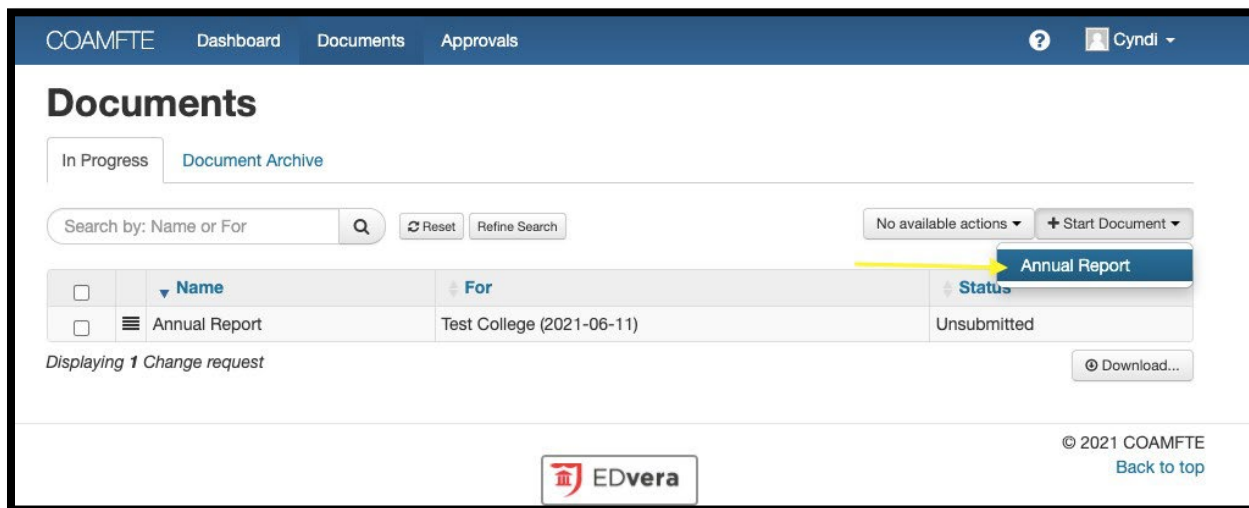 COAMFTE Dashboard Documents Approvals ? Cyndi
Documents
In Progress Document Archive
Search by: Name or For Reset Refine Search No available actions + Start Document
Annual Report
Name For Status
Annual Report Test College (2021-06-11) Unsubmitted
Displaying 1 Change request Download...
© 2021 COAMFTE
Back to top
EDvera